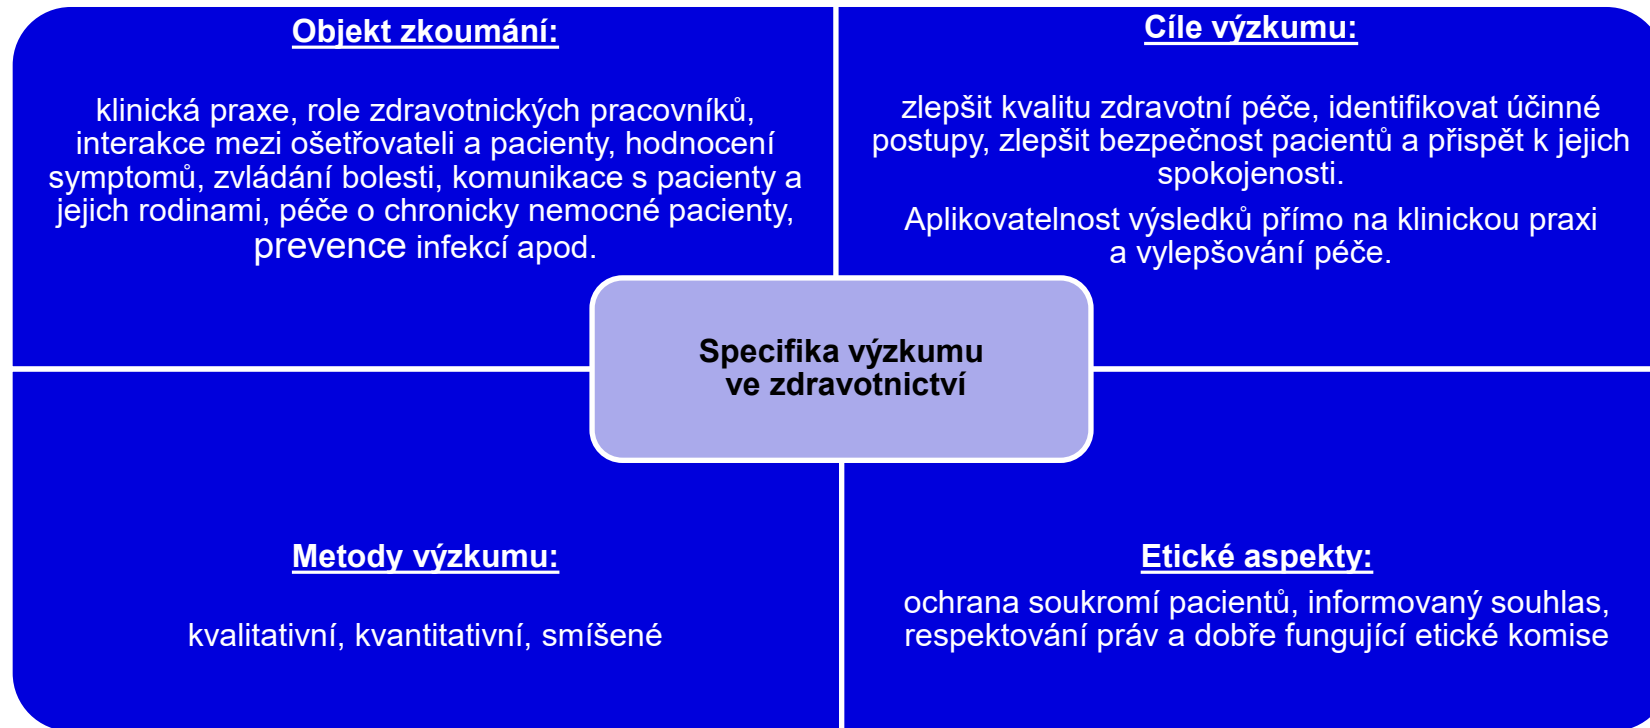 Objekt zkoumání:
klinická praxe, role zdravotnických pracovníků,
interakce mezi ošetřovateli a pacienty, hodnocení
symptomů, zvládání bolesti, komunikace s pacienty a
jejich rodinami, péče o chronicky nemocné pacienty,
prevence infekcí apod.
Cíle výzkumu:
zlepšit kvalitu zdravotní péče, identifikovat účinné
postupy, zlepšit bezpečnost pacientů a přispět k jejich
spokojenosti.
Aplikovatelnost výsledků přímo na klinickou praxi
a vylepšování péče.
Specifika výzkumu
ve zdravotnictví
Metody výzkumu:
kvalitativní, kvantitativní, smíšené
Etické aspekty:
ochrana soukromí pacientů, informovaný souhlas,
respektování práv a dobře fungující etické komise